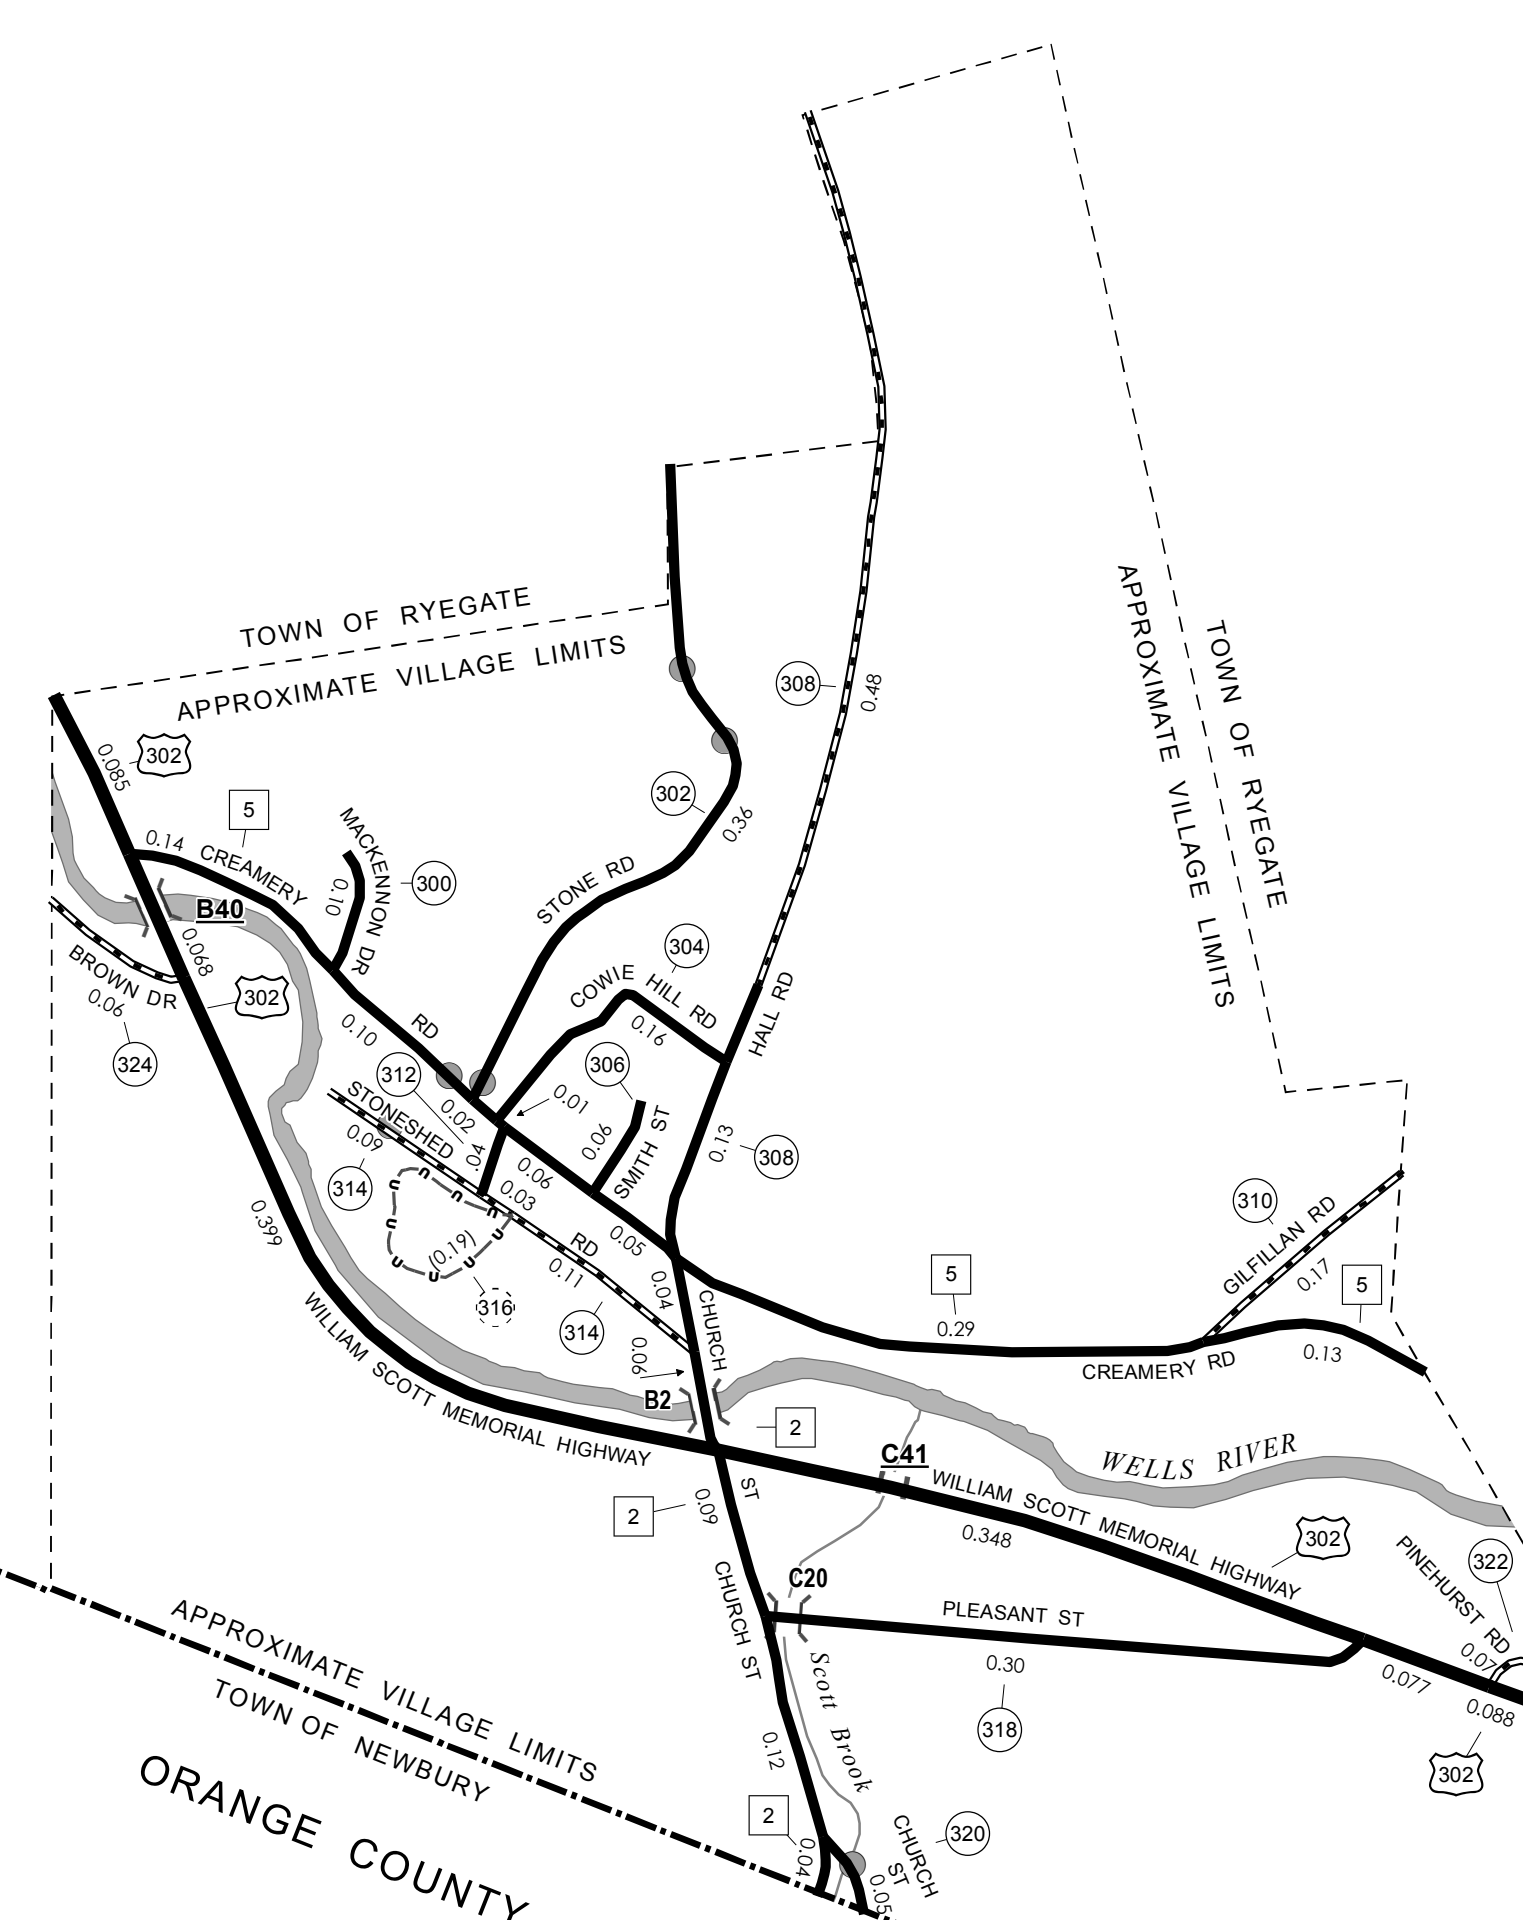 TOWN OF RYEGATE
APPROXIMATE VILLAGE LIMITS
308
0.48
APPROXIMATE VILLAGE LIMITS
TOWN OF RYEGATE
302
0.085
5
302
0.36
0.14
CREAMERY
MACKENNON DR
0.10
300
STONE RD
B40
0.068
BROWN DR
0.06
302
324
304
COWIE HILL RD
0.16
HALL RD
0.10
RD
312
306
0.01
0.02
STONESHED
0.09
314
0.04
0.06
0.03
0.06
SMITH ST
0.13
308
310
GILFILLAN RD
0.17
5
0.399
(0.19)
316
RD
0.11
314
0.05
0.04
CHURCH
5
0.29
CREAMERY RD
0.13
WILLIAM SCOTT MEMORIAL HIGHWAY
0.06
B2
2
C41
WELLS RIVER
ST
2
0.09
WILLIAM SCOTT MEMORIAL HIGHWAY
0.348
302
PINEHURST RD
322
0.07
CHURCH ST
C20
PLEASANT ST
0.30
318
0.077
0.088
302
Scott Brook
0.12
APPROXIMATE VILLAGE LIMITS
TOWN OF NEWBURY
ORANGE COUNTY
2
0.04
CHURCH
ST
320
0.05